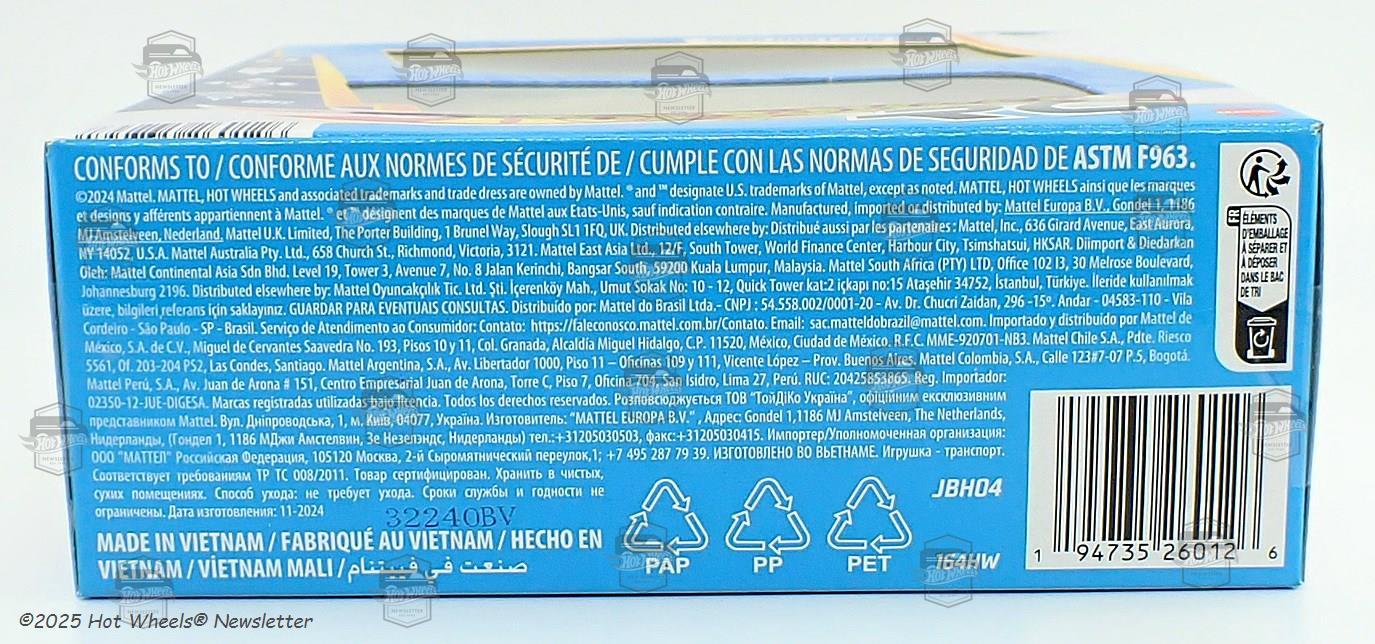 CONFORMS TO / CONFORME AUX NORMES DE SÉCURITÉ DE / CUMPLE CON LAS NORMAS DE SEGURIDAD DE ASTM F963.
©2024 Mattel. MATTEL, HOT WHEELS and associated trademarks and trade dress are owned by Mattel. ® and ™ designate U.S. trademarks of Mattel, except as noted. MATTEL, HOT WHEELS ainsi que les marques
et designs y afférents appartiennent à Mattel. ® et ™ désignent des marques de Mattel aux États-Unis, sauf indication contraire. Manufactured, imported or distributed by: Mattel Europa B.V., Gondel 1, 1186
MJ Amstelveen, Nederland. Mattel U.K. Limited, The Porter Building, 1 Brunel Way, Slough SL1 1FQ, UK. Distributed elsewhere by: Distribué aussi par les partenaires : Mattel, Inc., 636 Girard Avenue, East Aurora,
NY 14052, U.S.A. Mattel Australia Pty. Ltd., 658 Church St., Richmond, Victoria, 3121. Mattel East Asia Ltd., 12/F, South Tower, World Finance Center, Harbour City, Tsimshatsui, HKSAR. Diimport & Diedarkan
Oleh: Mattel Continental Asia Sdn Bhd. Level 19, Tower 3, Avenue 7, No. 8 Jalan Kerinchi, Bangsar South, 59200 Kuala Lumpur, Malaysia. Mattel South Africa (PTY) LTD, Office 102 I3, 30 Melrose Boulevard,
Johannesburg 2196. Distributed elsewhere by: Mattel Oyuncakçılık Tic. Ltd. Şti. İçerenköy Mah., Umut Sokak No: 10 - 12, Quick Tower kat:2 içkapı no:15 Ataşehir 34752, İstanbul, Türkiye. İleride kullanılmak
üzere, bilgileri referans için saklayınız. GUARDAR PARA EVENTUAIS CONSULTAS. Distribuído por: Mattel do Brasil Ltda.- CNPJ : 54.558.002/0001-20 - Av. Dr. Chucri Zaidan, 296 -15º. Andar - 04583-110 - Vila
Cordeiro - São Paulo - SP - Brasil. Serviço de Atendimento ao Consumidor: Contato: https://faleconosco.mattel.com.br/Contato. Email: sac.matteldobrazil@mattel.com. Importado y distribuido por Mattel de
México, S.A. de C.V., Miguel de Cervantes Saavedra No. 193, Pisos 10 y 11, Col. Granada, Alcaldía Miguel Hidalgo, C.P. 11520, México, Ciudad de México. R.F.C. MME-920701-NB3. Mattel Chile S.A., Pdte. Riesco
5561, Of. 203-204 PS2, Las Condes, Santiago. Mattel Argentina, S.A., Av. Libertador 1000, Piso 11 – Oficinas 109 y 111, Vicente López – Prov. Buenos Aires. Mattel Colombia, S.A., Calle 123#7-07 P.5, Bogotá.
Mattel Perú, S.A., Av. Juan de Arona # 151, Centro Empresarial Juan de Arona, Torre C, Piso 7, Oficina 704, San Isidro, Lima 27, Perú. RUC: 20425853865. Reg. Importador:
02350-12-JUE-DIGESA. Marcas registradas utilizadas bajo licencia. Todos los derechos reservados. Розповсюджується ТОВ "ТойДіКо Україна", офіційним ексклюзивним
представником Mattel. Вул. Дніпроводська, 1, м. Київ, 04077, Україна. Изготовитель: "MATTEL EUROPA B.V." , Адрес: Gondel 1,1186 MJ Amstelveen, The Netherlands,
Нидерланды, (Гондел 1, 1186 МДжи Амстелвин, Зе Незелэндс, Нидерланды) тел.:+31205030503, факс:+31205030415. Импортер/Уполномоченная организация:
ООО "МАТТЕЛ" Российская Федерация, 105120 Москва, 2-й Сыромятнический переулок,1; +7 495 287 79 39. ИЗГОТОВЛЕНО ВО ВЬЕТНАМЕ. Игрушка - транспорт.
Соответствует требованиям ТР ТС 008/2011. Товар сертифицирован. Хранить в чистых,
сухих помещениях. Способ ухода: не требует ухода. Сроки службы и годности не
ограничены. Дата изготовления: 11-2024
32240BV
MADE IN VIETNAM / FABRIQUÉ AU VIETNAM / HECHO EN
VIETNAM / VİETNAM MALI / صنعت في فييتنام
PAP
PP
PET
JBH04
164HW
FR
ÉLÉMENTS
D'EMBALLAGE
À SÉPARER ET
À DÉPOSER
DANS LE BAC
DE TRI
1 94735 26012 6
©2025 Hot Wheels® Newsletter